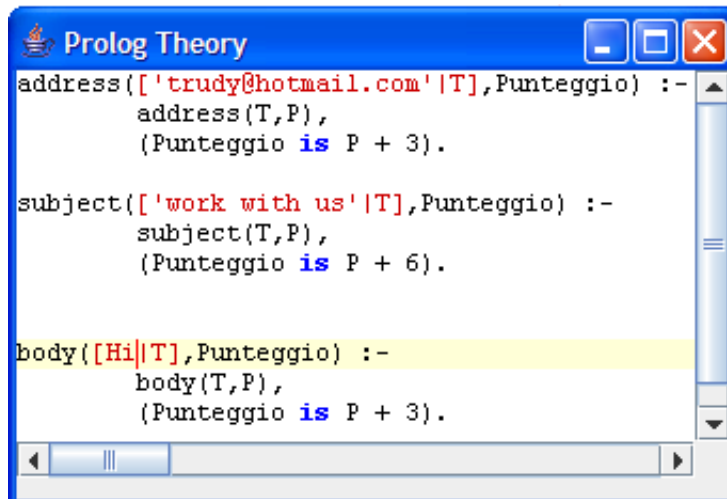 Prolog Theory
address(['trudy@hotmail.com'|T],Punteggio) :-
        address(T,P),
        (Punteggio is P + 3).
subject(['work with us'|T],Punteggio) :-
        subject(T,P),
        (Punteggio is P + 6).
body([Hi|T],Punteggio) :-
        body(T,P),
        (Punteggio is P + 3).